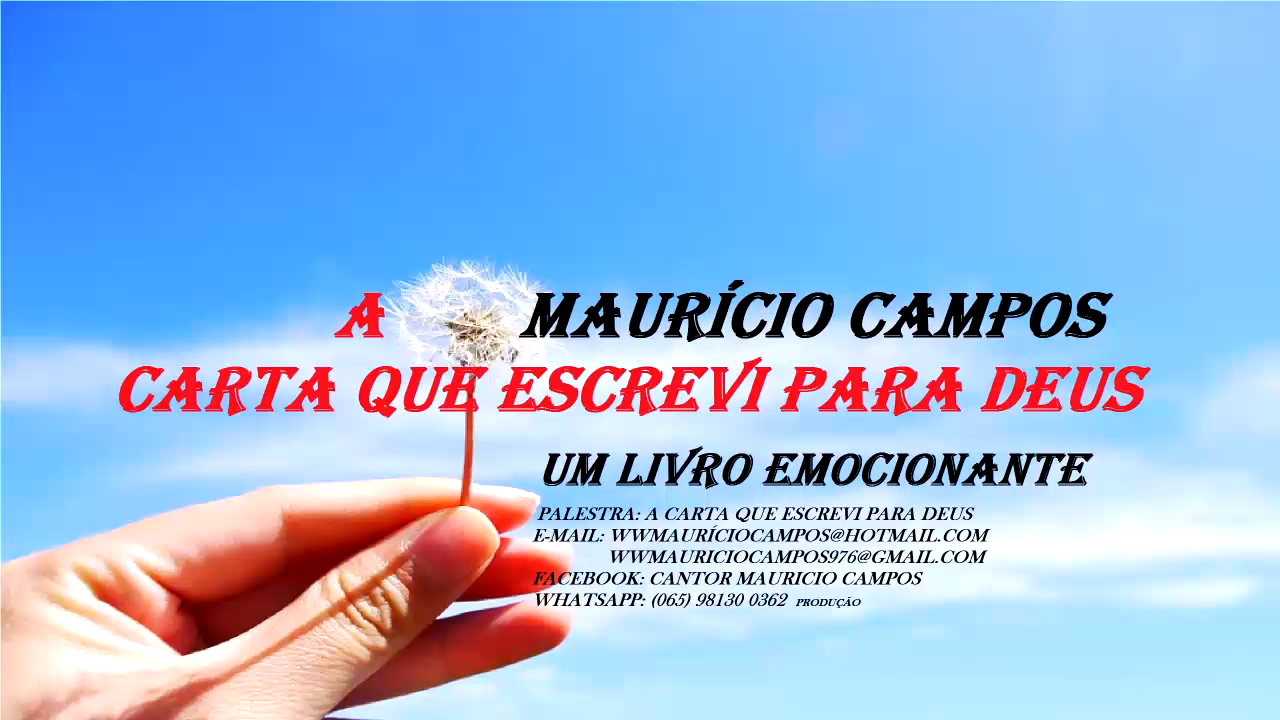 A MAURÍCIO CAMPOS
CARTA QUE ESCREVI PARA DEUS
UM LIVRO EMOCIONANTE
PALESTRA: A CARTA QUE ESCREVI PARA DEUS
E-MAIL: WWMAURÍCIOCAMPOS@HOTMAIL.COM
WWMAURICIOCAMPOS976@GMAIL.COM
FACEBOOK: CANTOR MAURICIO CAMPOS
WHATSAPP: (065) 98130 0362 PRODUÇÃO